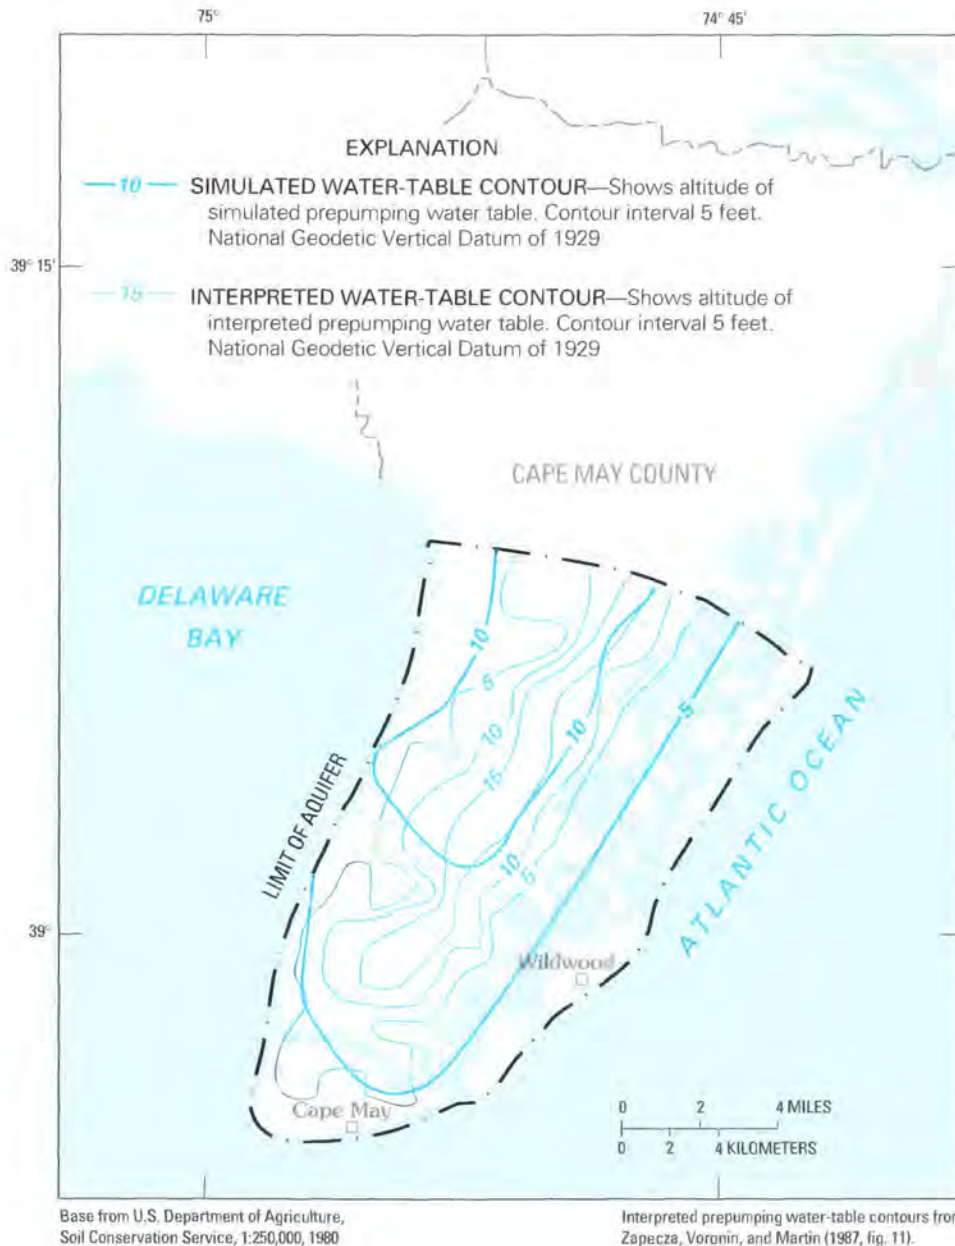 75°
74° 45'
EXPLANATION
10 SIMULATED WATER-TABLE CONTOUR—Shows altitude of
simulated prepumping water table. Contour interval 5 feet.
National Geodetic Vertical Datum of 1929
39° 15'
15 INTERPRETED WATER-TABLE CONTOUR—Shows altitude of
interpreted prepumping water table. Contour interval 5 feet.
National Geodetic Vertical Datum of 1929
CAPE MAY COUNTY
DELAWARE
BAY
10
5
10
10
5
15
LIMIT OF AQUIFER
ATLANTIC OCEAN
10
5
39°
Wildwood
Cape May
0 2 4 MILES
0 2 4 KILOMETERS
Base from U.S. Department of Agriculture,
Soil Conservation Service, 1:250,000, 1980
Interpreted prepumping water-table contours from
Zapecza, Voronin, and Martin (1987, fig. 11).